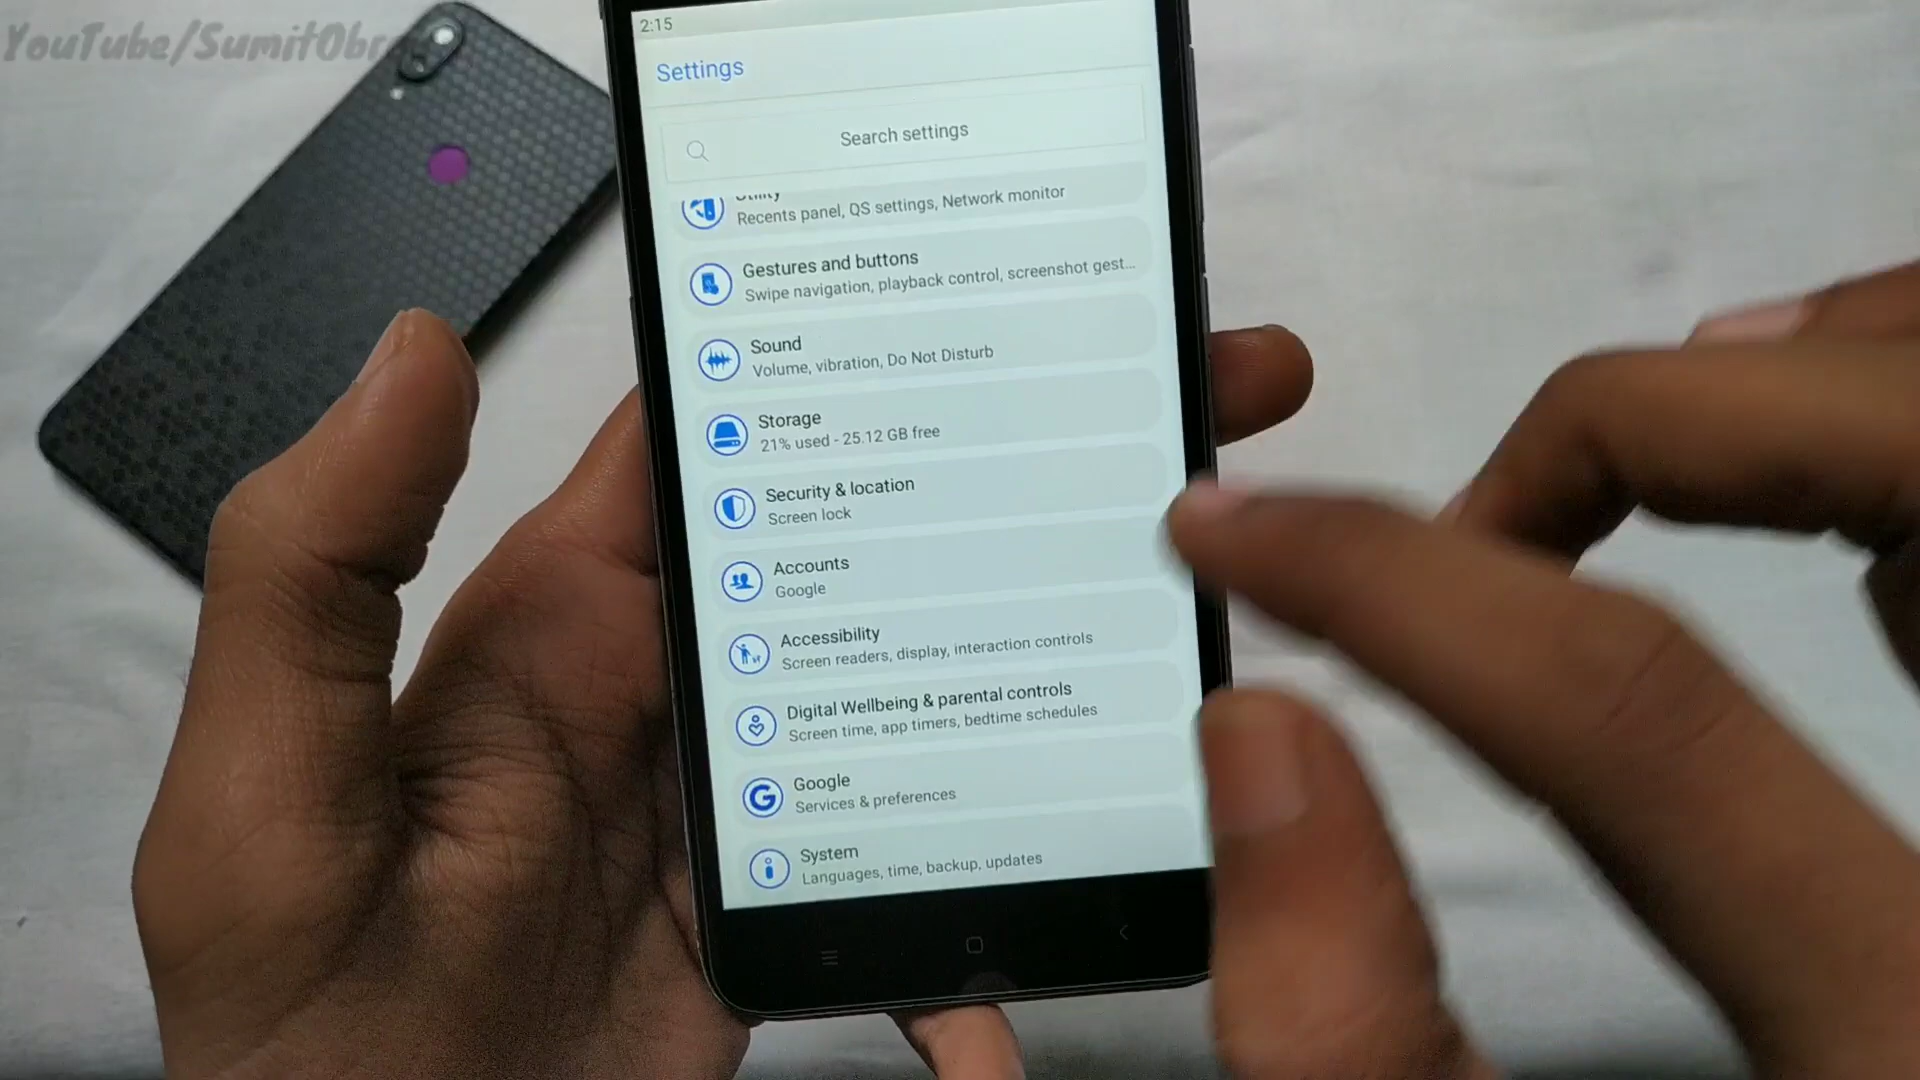 YouTube/SumitObr
2:15
Settings
Search settings
Utility
Recents panel, QS settings, Network monitor
Gestures and buttons
Swipe navigation, playback control, screenshot gest...
Sound
Volume, vibration, Do Not Disturb
Storage
21% used - 25.12 GB free
Security & location
Screen lock
Accounts
Google
Accessibility
Screen readers, display, interaction controls
Digital Wellbeing & parental controls
Screen time, app timers, bedtime schedules
Google
Services & preferences
System
Languages, time, backup, updates